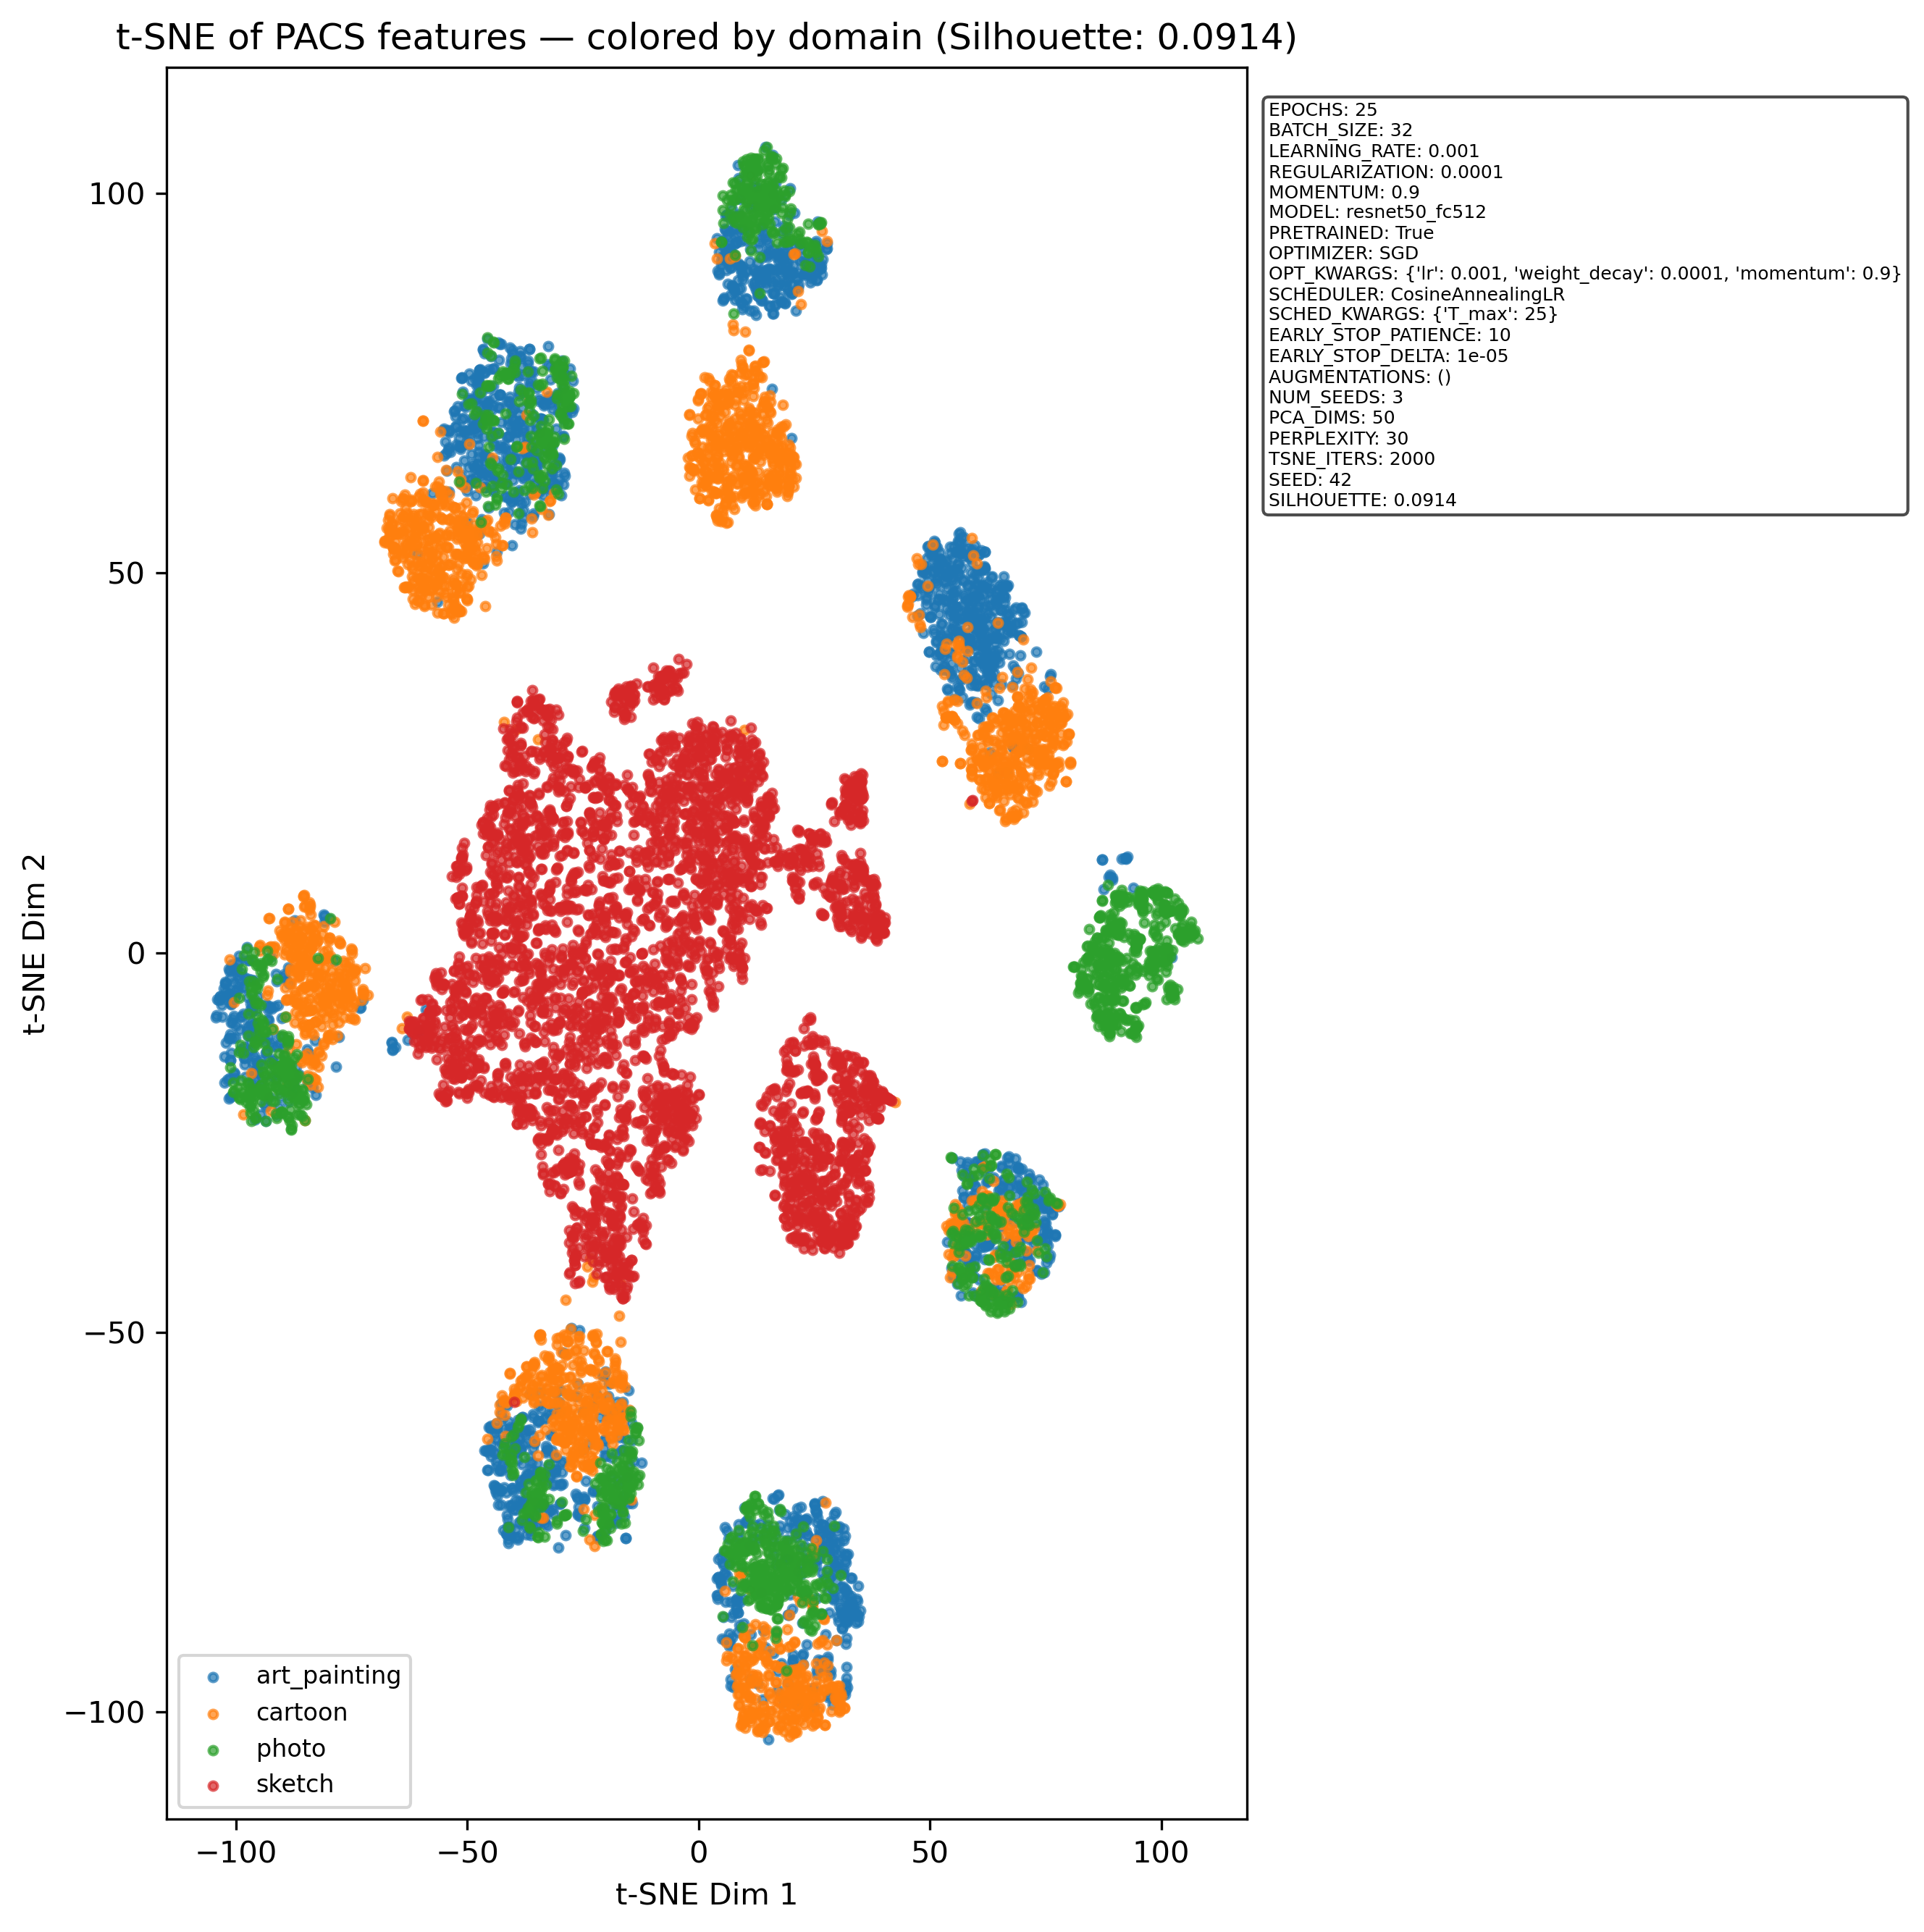 t-SNE of PACS features — colored by domain (Silhouette: 0.0914)
EPOCHS: 25
BATCH_SIZE: 32
LEARNING_RATE: 0.001
REGULARIZATION: 0.0001
MOMENTUM: 0.9
MODEL: resnet50_fc512
PRETRAINED: True
OPTIMIZER: SGD
OPT_KWARGS: {'lr': 0.001, 'weight_decay': 0.0001, 'momentum': 0.9}
SCHEDULER: CosineAnnealingLR
SCHED_KWARGS: {'T_max': 25}
EARLY_STOP_PATIENCE: 10
EARLY_STOP_DELTA: 1e-05
AUGMENTATIONS: ()
NUM_SEEDS: 3
PCA_DIMS: 50
PERPLEXITY: 30
TSNE_ITERS: 2000
SEED: 42
SILHOUETTE: 0.0914
100
50
0
−50
−100
t-SNE Dim 2
art_painting
cartoon
photo
sketch
−100
−50
0
50
100
t-SNE Dim 1